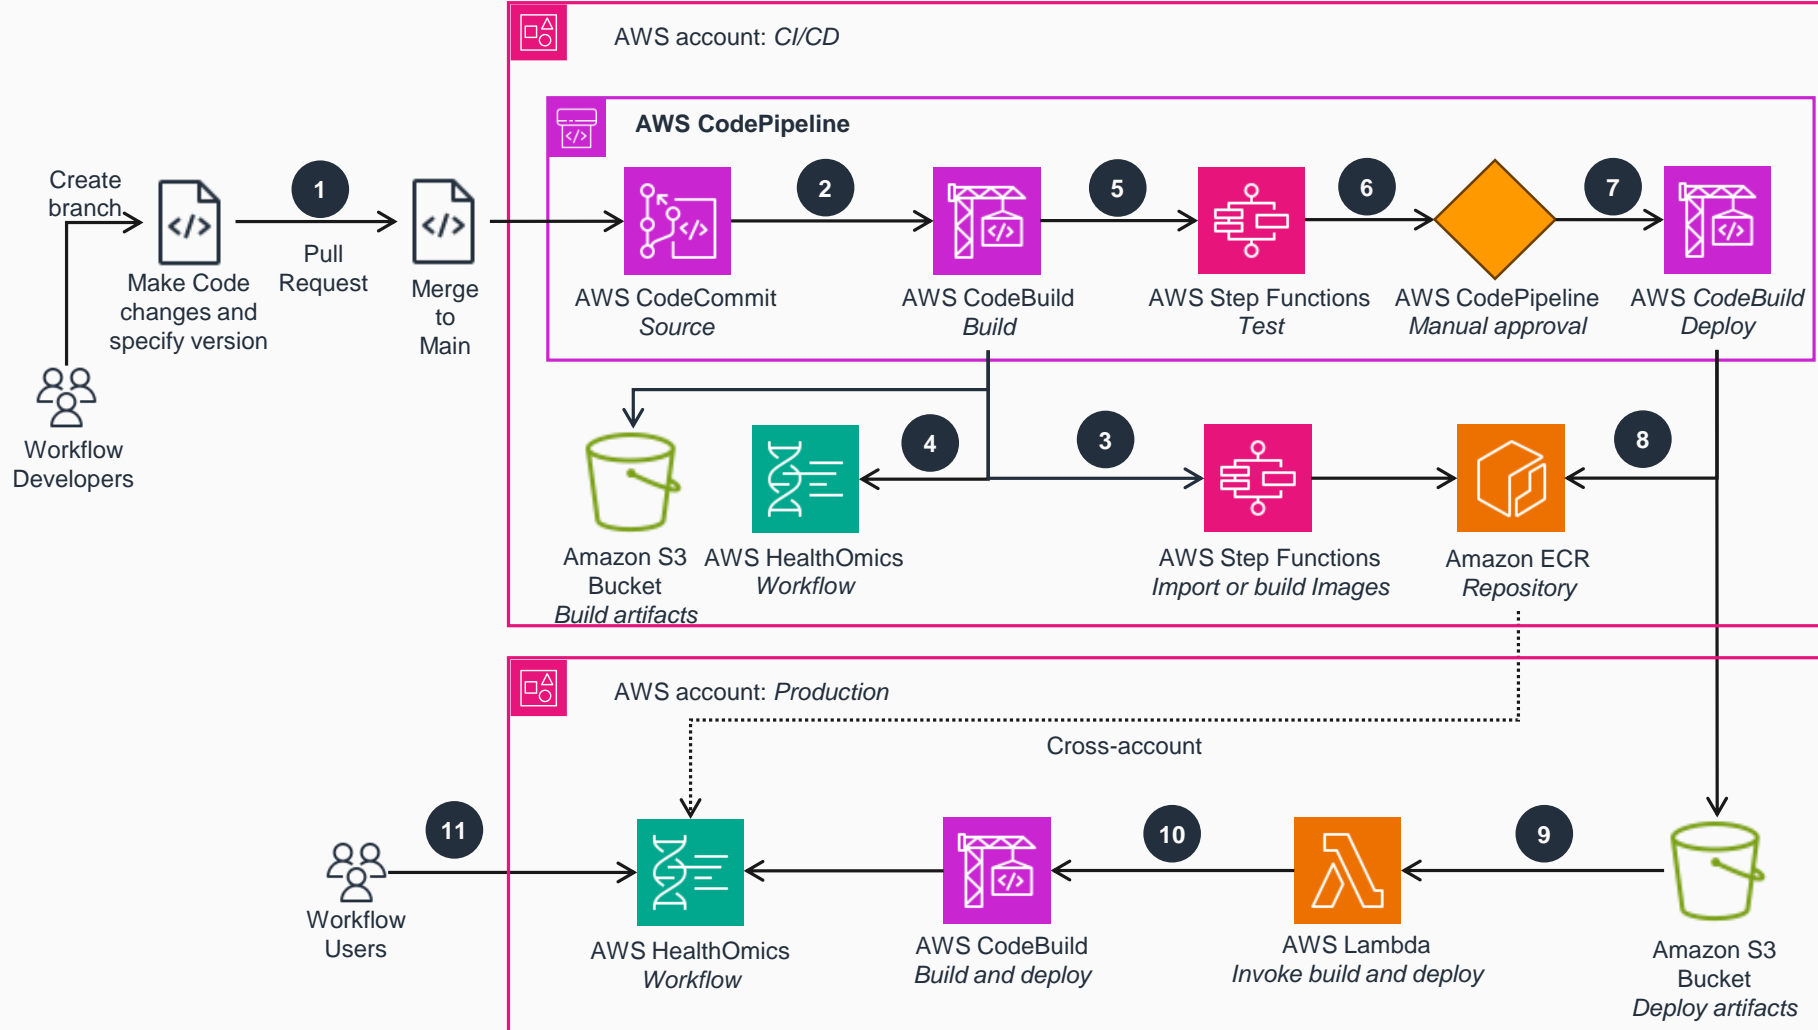 AWS account: CI/CD
AWS CodePipeline
Create
branch
1
Pull
Request
Make Code
changes and
specify version
Merge
to
Main
Workflow
Developers
2
5
6
7
AWS CodeCommit
Source
AWS CodeBuild
Build
AWS Step Functions
Test
AWS CodePipeline
Manual approval
AWS CodeBuild
Deploy
4
3
8
Amazon S3
Bucket
Build artifacts
AWS HealthOmics
Workflow
AWS Step Functions
Import or build Images
Amazon ECR
Repository
AWS account: Production
Cross-account
11
10
9
Workflow
Users
AWS HealthOmics
Workflow
AWS CodeBuild
Build and deploy
AWS Lambda
Invoke build and deploy
Amazon S3
Bucket
Deploy artifacts